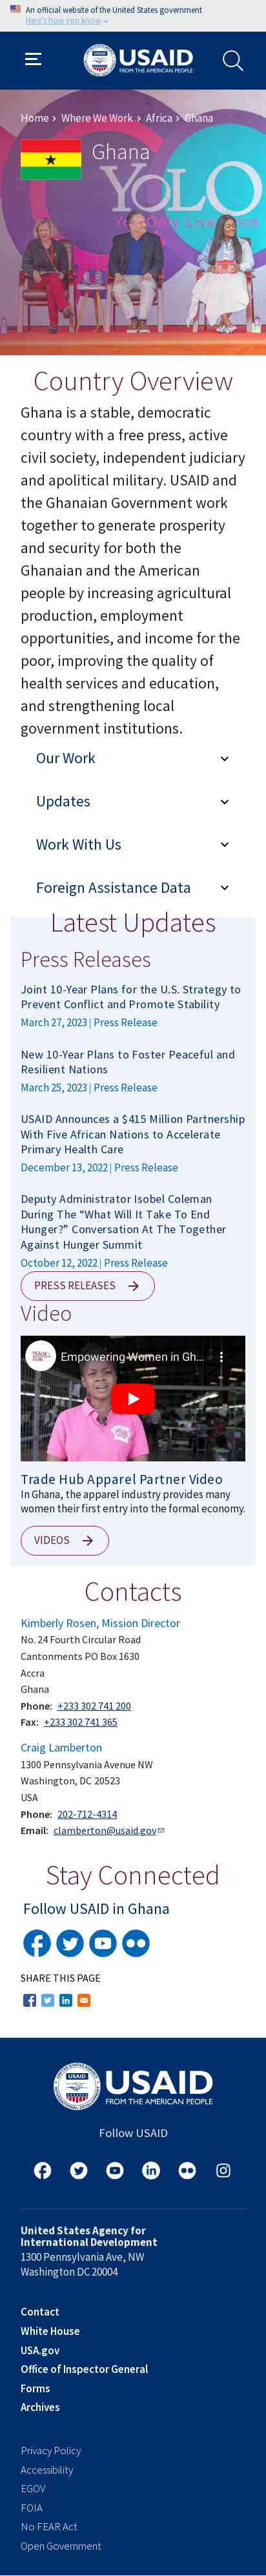 An official website of the United States government
Here's how you know
USAID
FROM THE AMERICAN PEOPLE
Home › Where We Work › Africa › Ghana
Ghana
YOLO
You Only Live Once
Country Overview
Ghana is a stable, democratic
country with a free press, active
civil society, independent judiciary
and apolitical military. USAID and
the Ghanaian Government work
together to generate prosperity
and security for both the
Ghanaian and the American
people by increasing agricultural
production, employment
opportunities, and income for the
poor, improving the quality of
health services and education,
and strengthening local
government institutions.
Our Work
Updates
Work With Us
Foreign Assistance Data
Latest Updates
Press Releases
Joint 10-Year Plans for the U.S. Strategy to
Prevent Conflict and Promote Stability
March 27, 2023 | Press Release
New 10-Year Plans to Foster Peaceful and
Resilient Nations
March 25, 2023 | Press Release
USAID Announces a $415 Million Partnership
With Five African Nations to Accelerate
Primary Health Care
December 13, 2022 | Press Release
Deputy Administrator Isobel Coleman
During The “What Will It Take To End
Hunger?” Conversation At The Together
Against Hunger Summit
October 12, 2022 | Press Release
PRESS RELEASES
Video
Empowering Women in Gh...
Trade Hub Apparel Partner Video
In Ghana, the apparel industry provides many
women their first entry into the formal economy.
VIDEOS
Contacts
Kimberly Rosen, Mission Director
No. 24 Fourth Circular Road
Cantonments PO Box 1630
Accra
Ghana
Phone: +233 302 741 200
Fax: +233 302 741 365
Craig Lamberton
1300 Pennsylvania Avenue NW
Washington, DC 20523
USA
Phone: 202-712-4314
Email: clamberton@usaid.gov
Stay Connected
Follow USAID in Ghana
SHARE THIS PAGE
USAID
FROM THE AMERICAN PEOPLE
Follow USAID
United States Agency for
International Development
1300 Pennsylvania Ave, NW
Washington DC 20004
Contact
White House
USA.gov
Office of Inspector General
Forms
Archives
Privacy Policy
Accessibility
EGOV
FOIA
No FEAR Act
Open Government